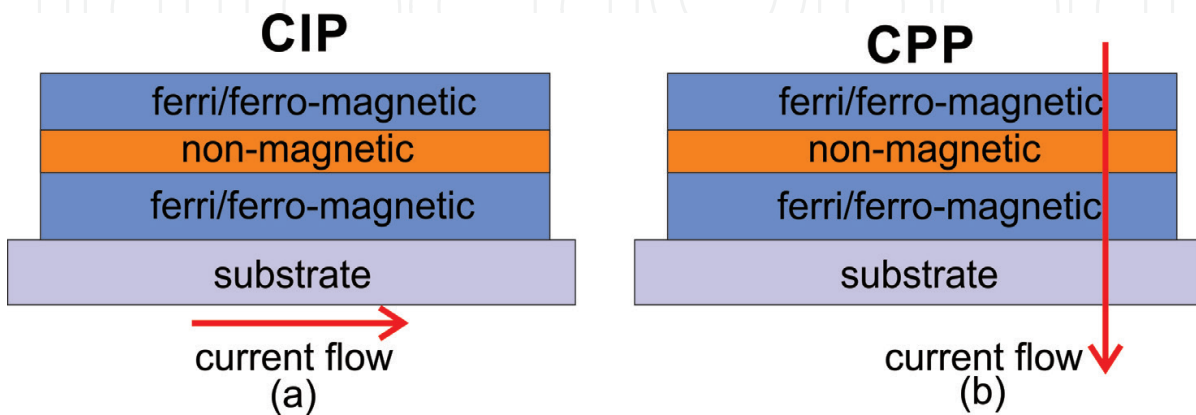 CIP
ferri/ferro-magnetic
non-magnetic
ferri/ferro-magnetic
substrate
current flow
(a)
CPP
ferri/ferro-magnetic
non-magnetic
ferri/ferro-magnetic
substrate
current flow
(b)